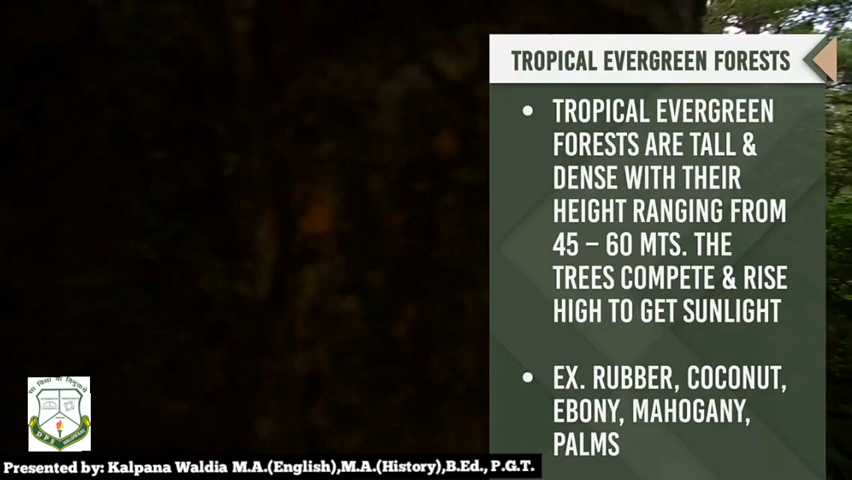 TROPICAL EVERGREEN FORESTS
• TROPICAL EVERGREEN
FORESTS ARE TALL &
DENSE WITH THEIR
HEIGHT RANGING FROM
45 – 60 MTS. THE
TREES COMPETE & RISE
HIGH TO GET SUNLIGHT
• EX. RUBBER, COCONUT,
EBONY, MAHOGANY,
PALMS
सा विद्या या विमुक्तये
Presented by: Kalpana Waldia M.A.(English),M.A.(History),B.Ed., P.G.T.